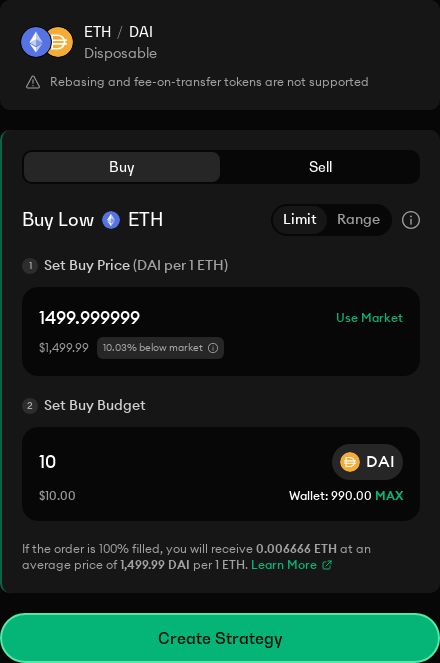 ETH / DAI
Disposable
Rebasing and fee-on-transfer tokens are not supported
Buy Sell
Buy Low ETH Limit Range
1 Set Buy Price (DAI per 1 ETH)
1499.999999 Use Market
$1,499.99 10.03% below market
2 Set Buy Budget
10 DAI
$10.00 Wallet: 990.00 MAX
If the order is 100% filled, you will receive 0.006666 ETH at an
average price of 1,499.99 DAI per 1 ETH. Learn More
Create Strategy